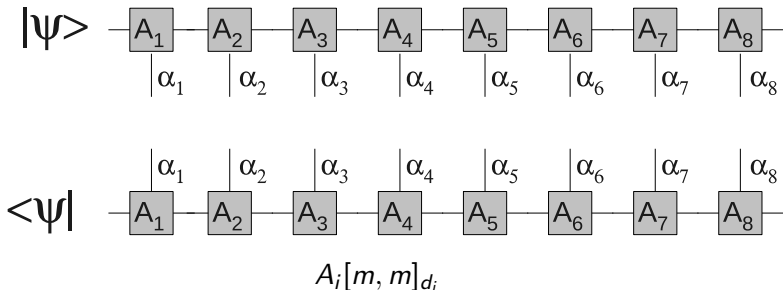 |ψ> A₁ A₂ A₃ A₄ A₅ A₆ A₇ A₈
α₁ α₂ α₃ α₄ α₅ α₆ α₇ α₈
α₁ α₂ α₃ α₄ α₅ α₆ α₇ α₈
<ψ| A₁ A₂ A₃ A₄ A₅ A₆ A₇ A₈
Aᵢ[m, m]_{dᵢ}